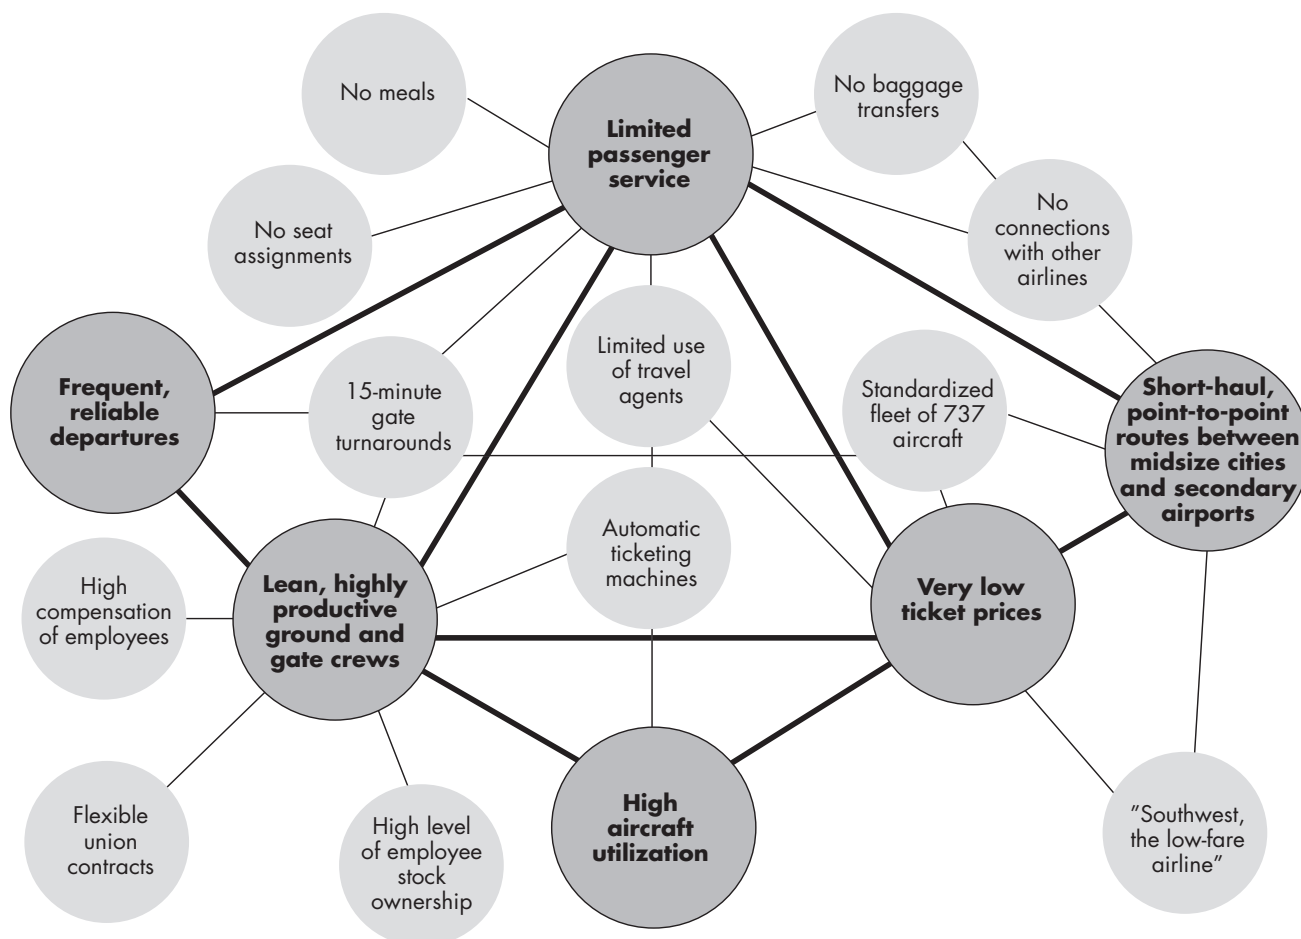 No meals
Limited
passenger
service
No baggage
transfers
No seat
assignments
No
connections
with other
airlines
Frequent,
reliable
departures
15-minute
gate
turnarounds
Limited use
of travel
agents
Standardized
fleet of 737
aircraft
Short-haul,
point-to-point
routes between
midsize cities
and secondary
airports
High
compensation
of employees
Lean, highly
productive
ground and
gate crews
Automatic
ticketing
machines
Very low
ticket prices
Flexible
union
contracts
High level
of employee
stock
ownership
High
aircraft
utilization
"Southwest,
the low-fare
airline"